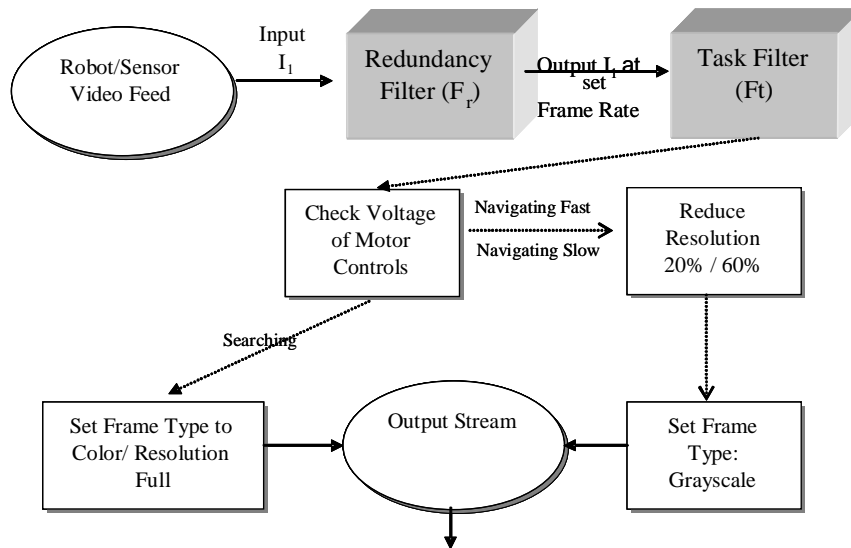 Robot/Sensor
Video Feed
Input
I₁
Redundancy
Filter (Fᵣ)
Output I₁ at
set
Frame Rate
Task Filter
(Ft)
Check Voltage
of Motor
Controls
Navigating Fast
Navigating Slow
Reduce
Resolution
20% / 60%
Searching
Set Frame Type to
Color/ Resolution
Full
Output Stream
Set Frame
Type:
Grayscale